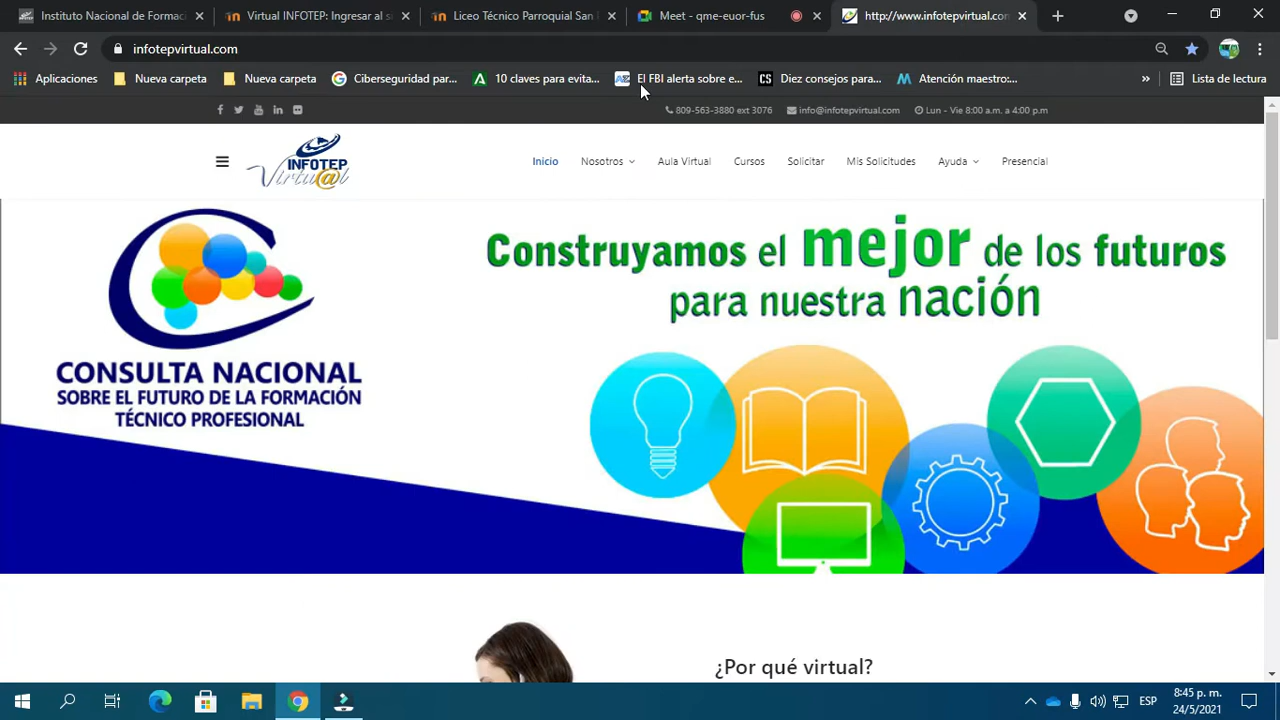 Instituto Nacional de Formac
Virtual INFOTEP: Ingresar al si
Liceo Técnico Parroquial San
Meet - qme-euor-fus
http://www.infotepvirtual.com
infotepvirtual.com
Aplicaciones
Nueva carpeta
Nueva carpeta
Ciberseguridad par...
10 claves para evita...
El FBI alerta sobre e...
Diez consejos para...
Atención maestro:...
»
Lista de lectura
809-563-3880 ext 3076
info@infotepvirtual.com
Lun - Vie 8:00 a.m. a 4:00 p.m
INFOTEP
Virtu@l
Inicio
Nosotros
Aula Virtual
Cursos
Solicitar
Mis Solicitudes
Ayuda
Presencial
CONSULTA NACIONAL
SOBRE EL FUTURO DE LA FORMACIÓN
TÉCNICO PROFESIONAL
Construyamos el mejor de los futuros
para nuestra nación
¿Por qué virtual?
ESP
8:45 p. m.
24/5/2021